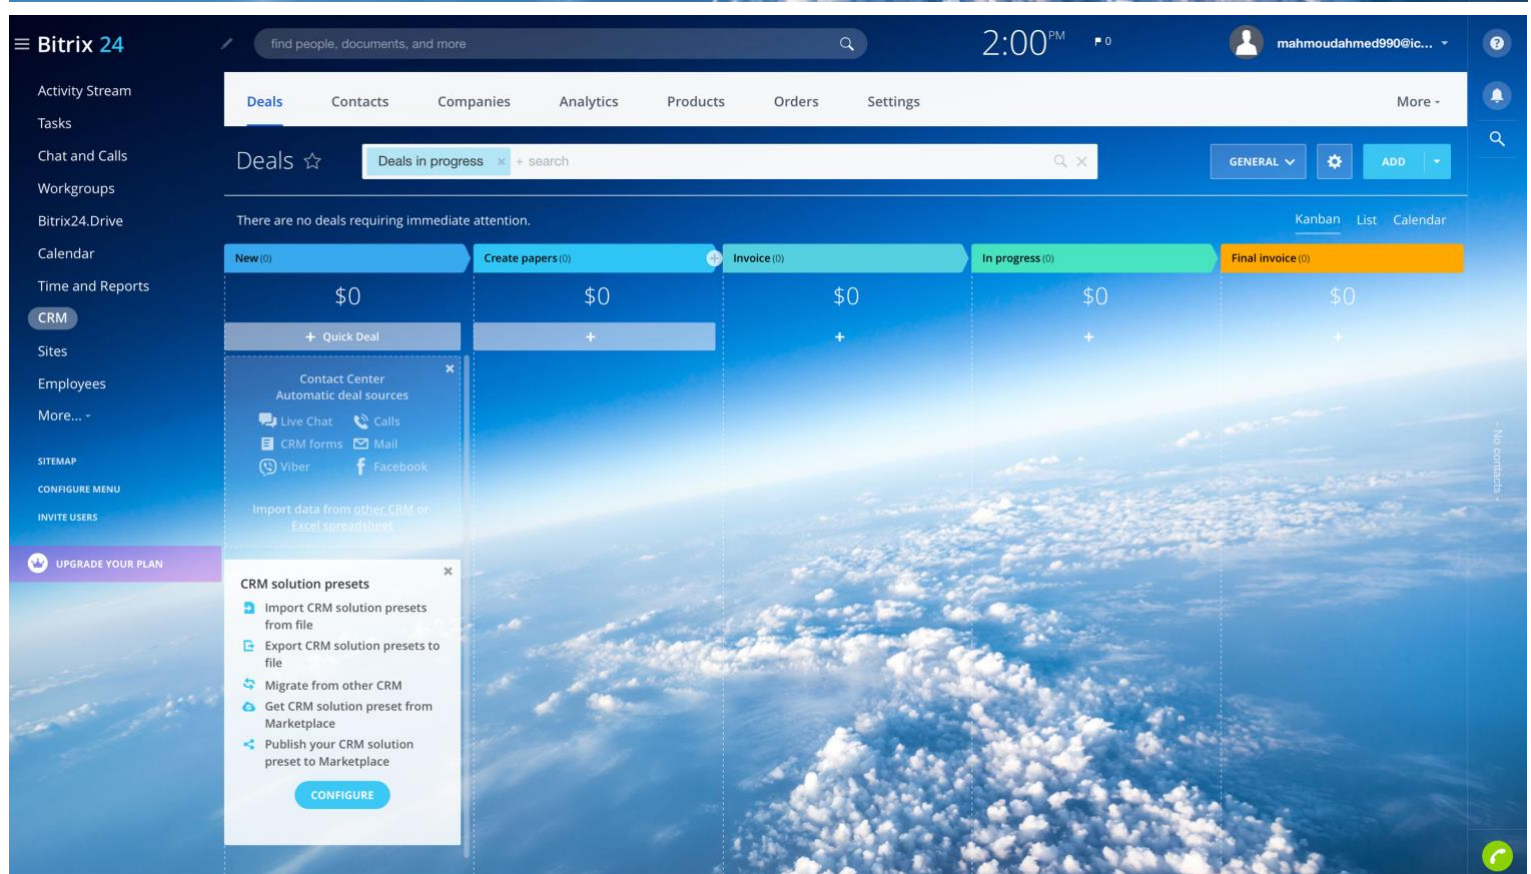 Bitrix 24
find people, documents, and more
2:00 PM
0
mahmoudahmed990@ic...
Activity Stream
Tasks
Chat and Calls
Workgroups
Bitrix24.Drive
Calendar
Time and Reports
CRM
Sites
Employees
More...
SITEMAP
CONFIGURE MENU
INVITE USERS
UPGRADE YOUR PLAN
Deals Contacts Companies Analytics Products Orders Settings More
Deals
Deals in progress × + search
GENERAL
ADD
There are no deals requiring immediate attention.
Kanban List Calendar
New (0) Create papers (0) Invoice (0) In progress (0) Final invoice (0)
$0 $0 $0 $0 $0
+ Quick Deal + + + +
Contact Center
Automatic deal sources
Live Chat Calls
CRM forms Mail
Viber Facebook
Import data from other CRM or
Excel spreadsheet
CRM solution presets
Import CRM solution presets
from file
Export CRM solution presets to
file
Migrate from other CRM
Get CRM solution preset from
Marketplace
Publish your CRM solution
preset to Marketplace
CONFIGURE
- No contacts -